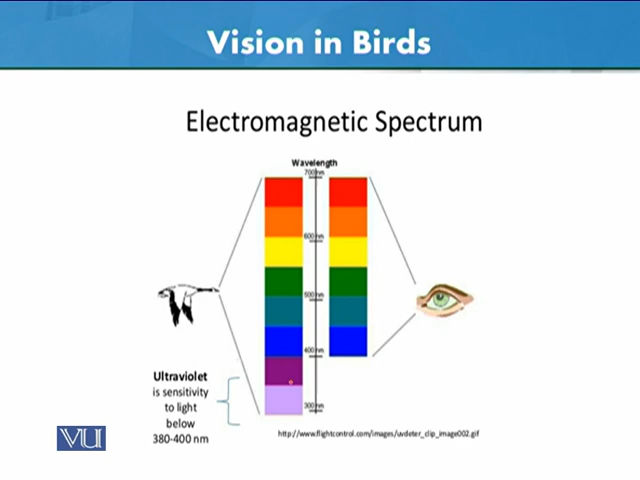 Vision in Birds
Electromagnetic Spectrum
Wavelength
700 nm
600 nm
500 nm
400 nm
300 nm
Ultraviolet
is sensitivity
to light
below
380-400 nm
http://www.flightcontrol.com/images/uvdeter_clip_image002.gif
VU